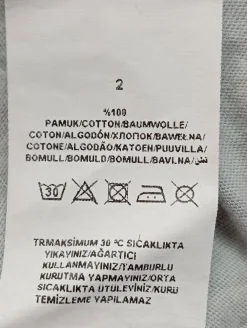 2
%100
PAMUK/COTTON/BAUMWOLLE/
COTON/ALGODÓN/ХЛОПОК/BAWEŁNA/
COTONE/ALGODÃO/KATOEN/PUUVILLA/
BOMULL/BOMULD/BOMULL/BAVLNA/قطن
30
TRMAKSIMUM 30 °C SICAKLIKTA
YIKAYINIZ/AĞARTICI
KULLANMAYINIZ/TAMBURLU
KURUTMA YAPMAYINIZ/ORTA
SICAKLIKTA ÜTÜLEYİNİZ/KURU
TEMİZLEME YAPILAMAZ